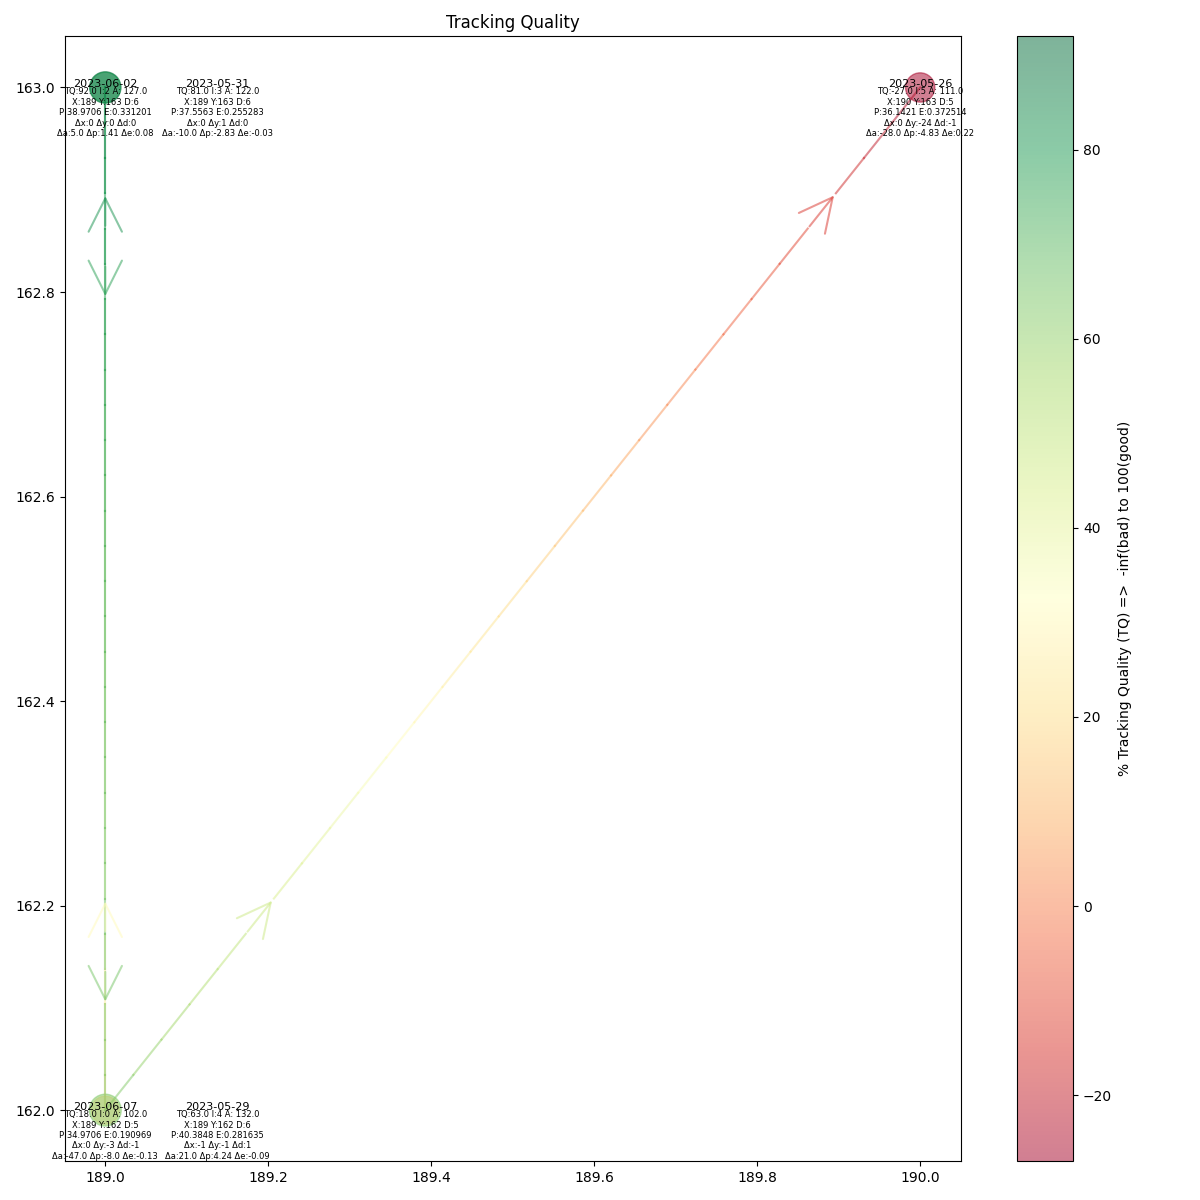 Tracking Quality
163.0
162.8
162.6
162.4
162.2
162.0
2023-06-02
TQ:92.0 I:2 A: 127.0
X:189 Y:163 D:6
P:38.9706 E:0.331201
Δx:0 Δy:0 Δd:0
Δa:5.0 Δp:1.41 Δe:0.08
2023-05-31
TQ:81.0 I:3 A: 122.0
X:189 Y:163 D:6
P:37.5563 E:0.255283
Δx:0 Δy:1 Δd:0
Δa:-10.0 Δp:-2.83 Δe:-0.03
2023-05-26
TQ:-27.0 I:5 A: 111.0
X:190 Y:163 D:5
P:36.1421 E:0.372514
Δx:0 Δy:-24 Δd:-1
Δa:-28.0 Δp:-4.83 Δe:0.22
2023-06-07
TQ:18.0 I:0 A: 102.0
X:189 Y:162 D:5
P:34.9706 E:0.190969
Δx:0 Δy:-3 Δd:-1
Δa:-47.0 Δp:-8.0 Δe:-0.13
2023-05-29
TQ:63.0 I:4 A: 132.0
X:189 Y:162 D:6
P:40.3848 E:0.281635
Δx:-1 Δy:-1 Δd:1
Δa:21.0 Δp:4.24 Δe:-0.09
189.0
189.2
189.4
189.6
189.8
190.0
80
60
40
20
0
−20
% Tracking Quality (TQ) => -inf(bad) to 100(good)